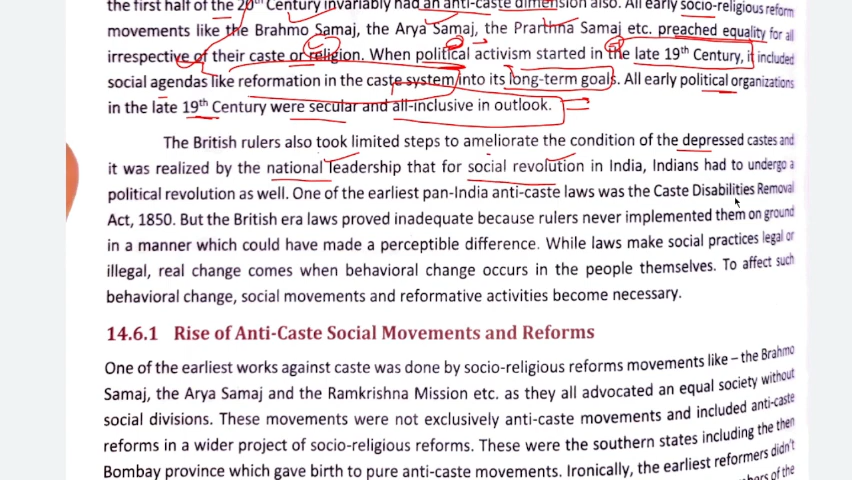 the first half of the 20th Century invariably had an anti-caste dimension also. All early socio-religious reform
movements like the Brahmo Samaj, the Arya Samaj, the Prarthna Samaj etc. preached equality for all
irrespective of their caste or religion. When political activism started in the late 19th Century, it included
social agendas like reformation in the caste system into its long-term goals. All early political organizations
in the late 19th Century were secular and all-inclusive in outlook.
The British rulers also took limited steps to ameliorate the condition of the depressed castes and
it was realized by the national leadership that for social revolution in India, Indians had to undergo a
political revolution as well. One of the earliest pan-India anti-caste laws was the Caste Disabilities Removal
Act, 1850. But the British era laws proved inadequate because rulers never implemented them on ground
in a manner which could have made a perceptible difference. While laws make social practices legal or
illegal, real change comes when behavioral change occurs in the people themselves. To affect such
behavioral change, social movements and reformative activities become necessary.
14.6.1 Rise of Anti-Caste Social Movements and Reforms
One of the earliest works against caste was done by socio-religious reforms movements like – the Brahmo
Samaj, the Arya Samaj and the Ramkrishna Mission etc. as they all advocated an equal society without
social divisions. These movements were not exclusively anti-caste movements and included anti-caste
reforms in a wider project of socio-religious reforms. These were the southern states including the then
Bombay province which gave birth to pure anti-caste movements. Ironically, the earliest reformers didn't
of the